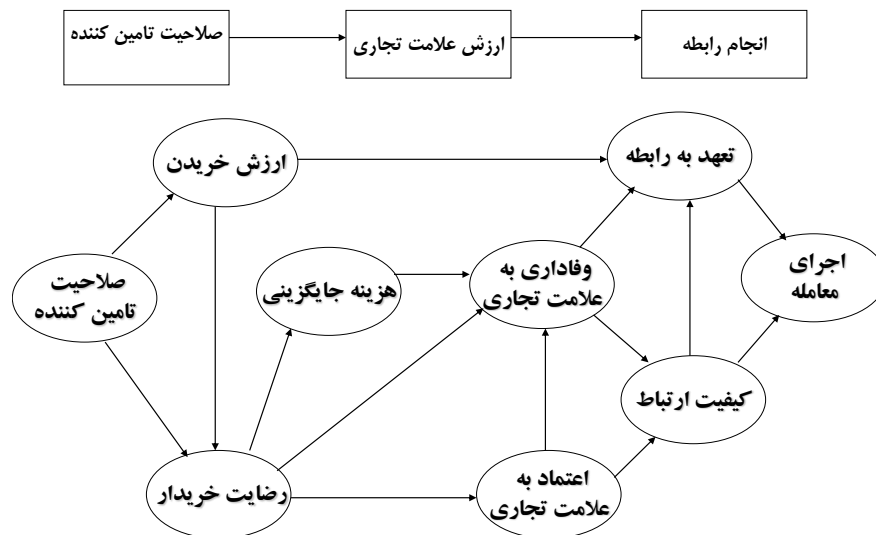 صلاحیت تامین کننده
ارزش علامت تجاری
انجام رابطه
ارزش خریدن
تعهد به رابطه
صلاحیت
تامین کننده
هزینه جایگزینی
وفاداری به
علامت تجاری
اجرای
معامله
کیفیت ارتباط
رضایت خریدار
اعتماد به
علامت تجاری